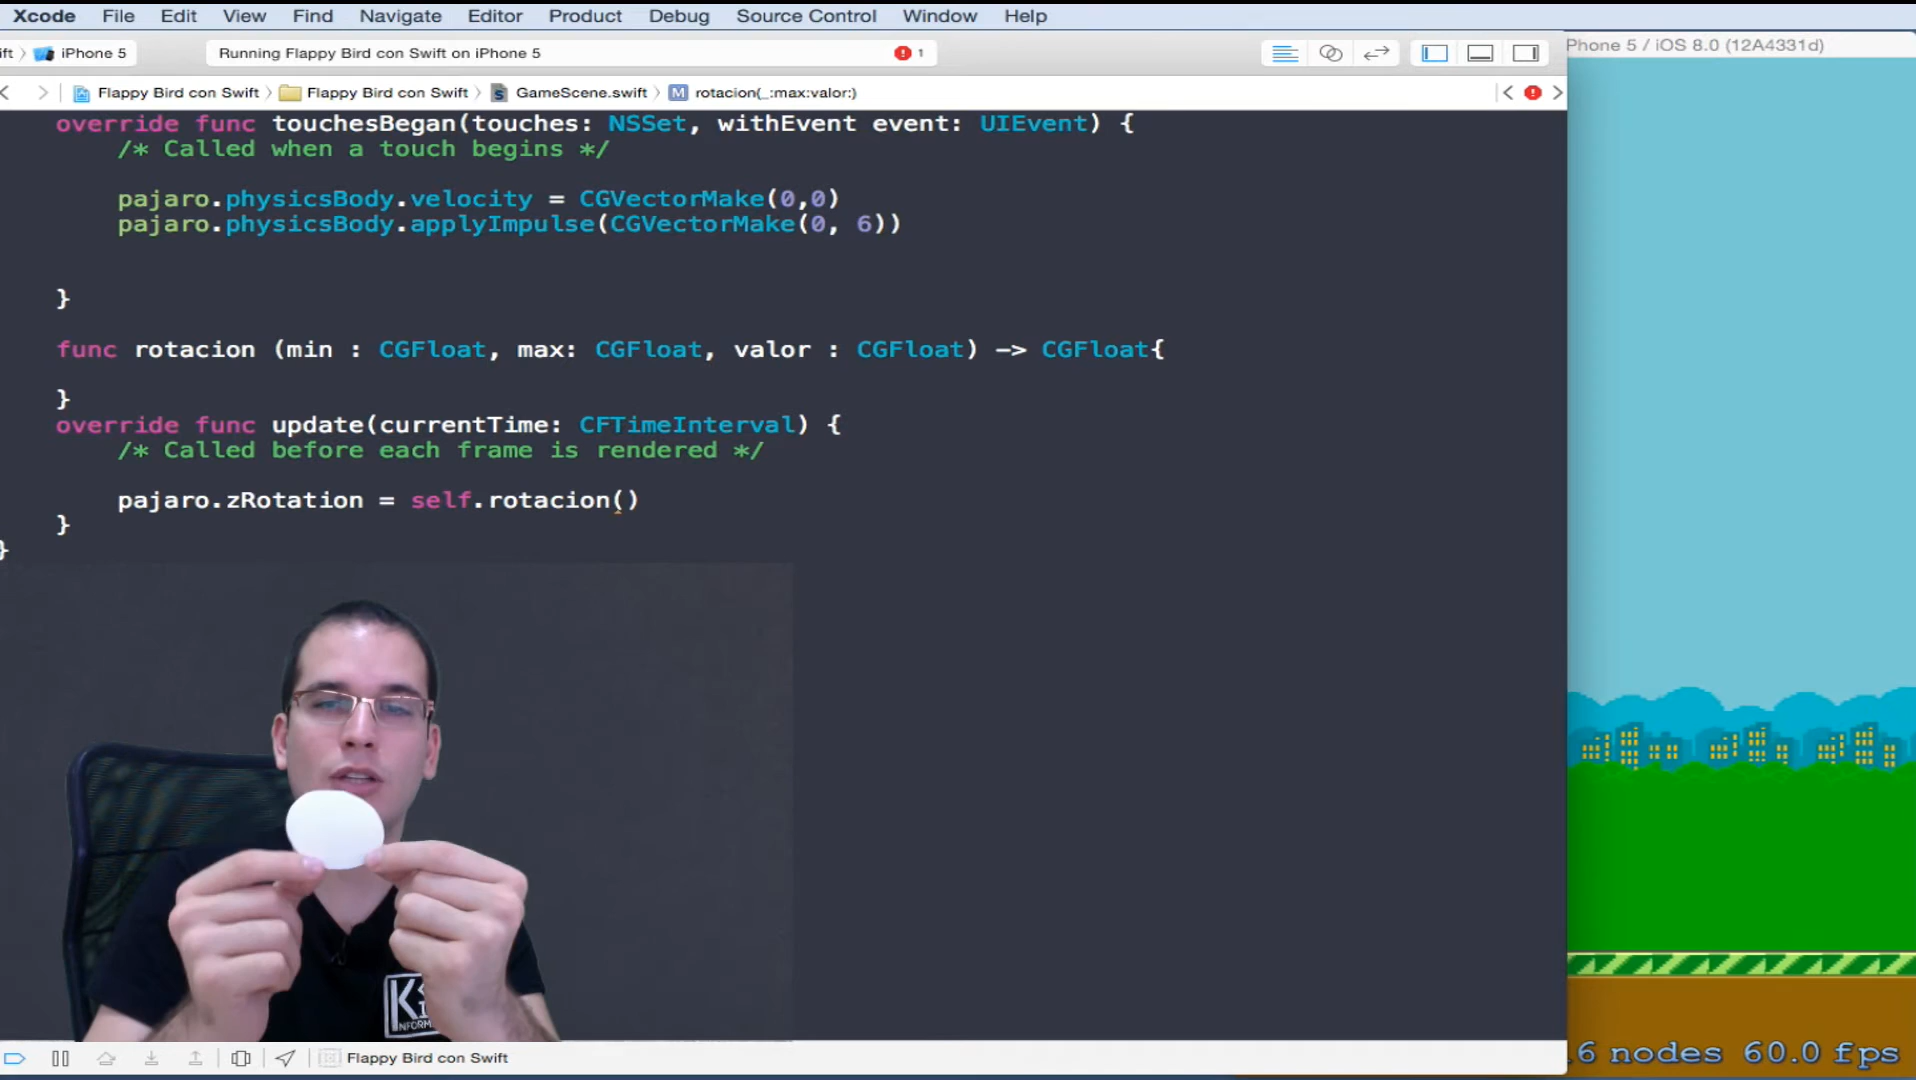 Xcode File Edit View Find Navigate Editor Product Debug Source Control Window Help
ft iPhone 5 Running Flappy Bird con Swift on iPhone 5 1
Phone 5 / iOS 8.0 (12A4331d)
Flappy Bird con Swift Flappy Bird con Swift GameScene.swift M rotacion(_:max:valor:)
override func touchesBegan(touches: NSSet, withEvent event: UIEvent) {
/* Called when a touch begins */
pajaro.physicsBody.velocity = CGVectorMake(0,0)
pajaro.physicsBody.applyImpulse(CGVectorMake(0, 6))
}
func rotacion (min : CGFloat, max: CGFloat, valor : CGFloat) -> CGFloat{
}
override func update(currentTime: CFTimeInterval) {
/* Called before each frame is rendered */
pajaro.zRotation = self.rotacion()
}
}
Flappy Bird con Swift
6 nodes 60.0 fps